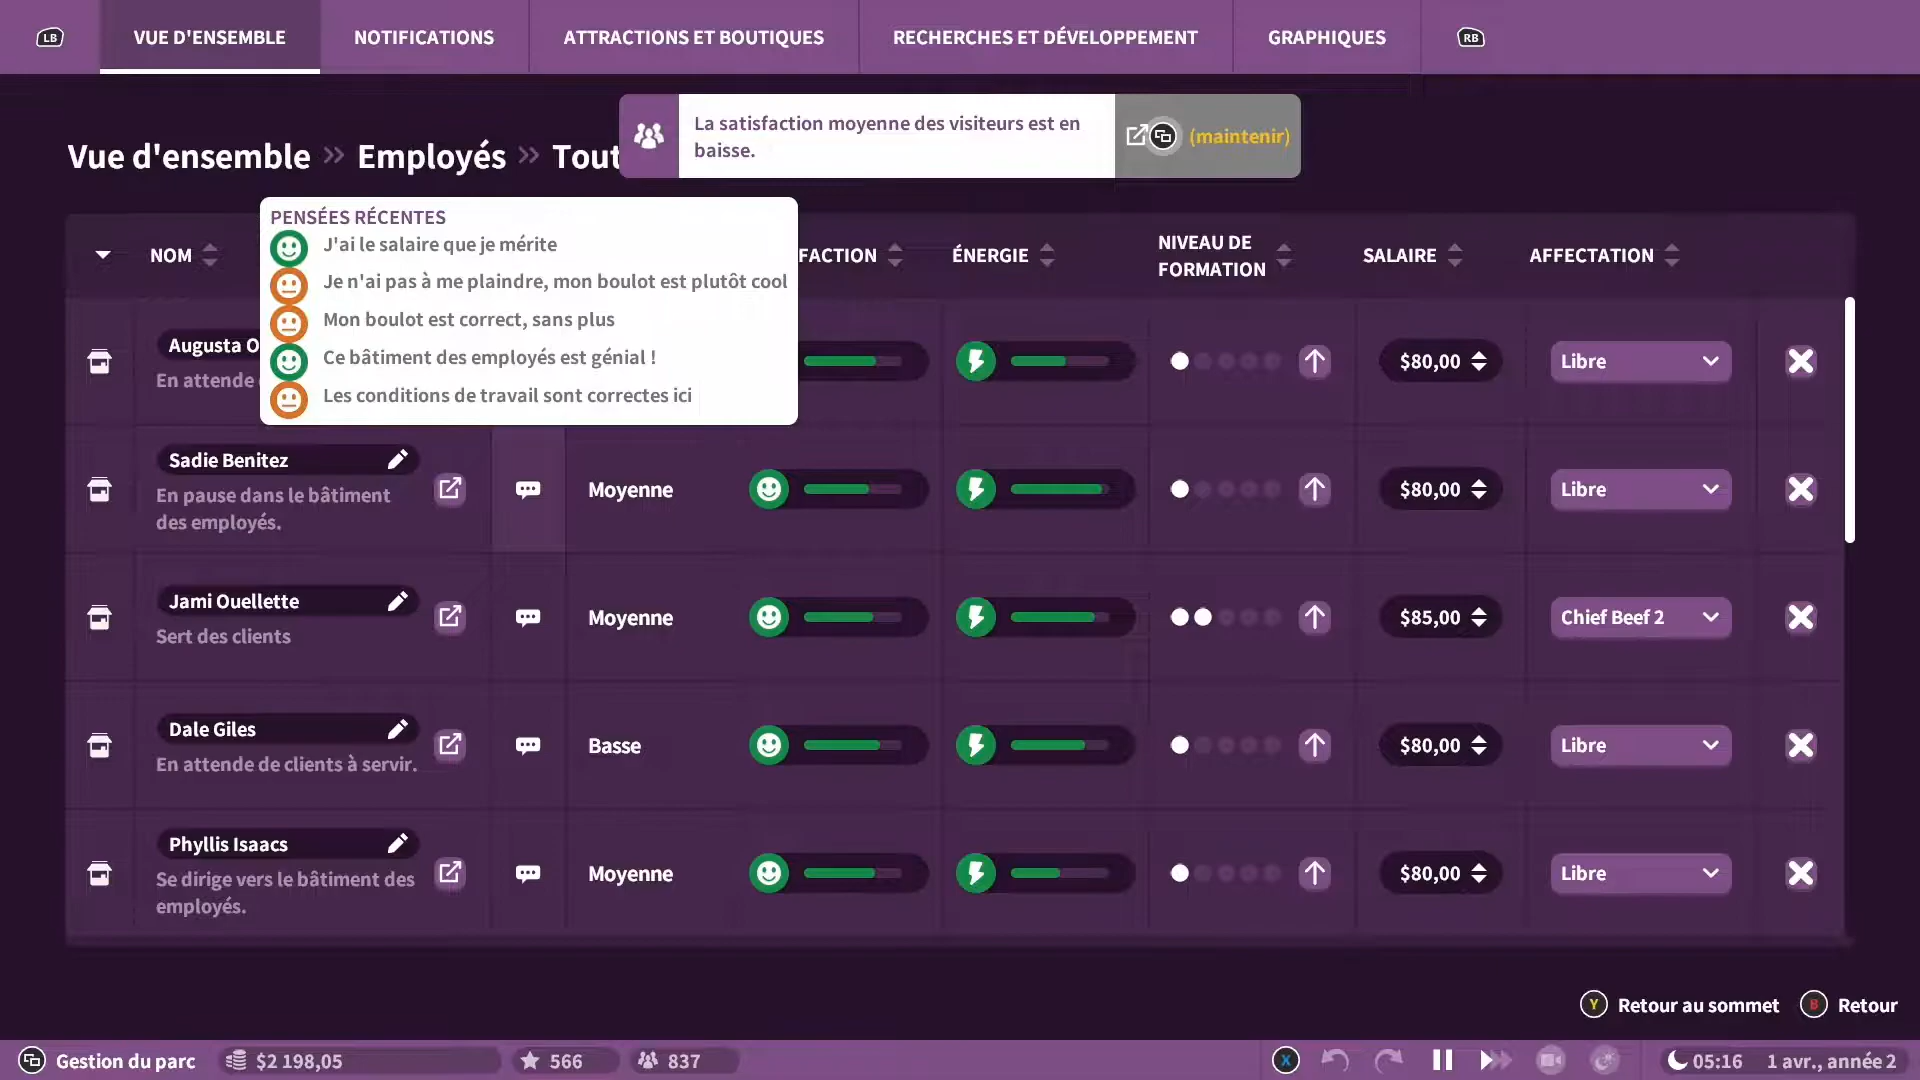 LB
VUE D'ENSEMBLE
NOTIFICATIONS
ATTRACTIONS ET BOUTIQUES
RECHERCHES ET DÉVELOPPEMENT
GRAPHIQUES
RB
La satisfaction moyenne des visiteurs est en
baisse.
(maintenir)
Vue d'ensemble » Employés » Tout
PENSÉES RÉCENTES
J'ai le salaire que je mérite
Je n'ai pas à me plaindre, mon boulot est plutôt cool
Mon boulot est correct, sans plus
Ce bâtiment des employés est génial !
Les conditions de travail sont correctes ici
NOM
FACTION
ÉNERGIE
NIVEAU DE
FORMATION
SALAIRE
AFFECTATION
Augusta O
En attende
$80,00
Libre
Sadie Benitez
En pause dans le bâtiment
des employés.
Moyenne
$80,00
Libre
Jami Ouellette
Sert des clients
Moyenne
$85,00
Chief Beef 2
Dale Giles
En attende de clients à servir.
Basse
$80,00
Libre
Phyllis Isaacs
Se dirige vers le bâtiment des
employés.
Moyenne
$80,00
Libre
Y Retour au sommet
B Retour
Gestion du parc
$2 198,05
566
837
X
05:16
1 avr., année 2